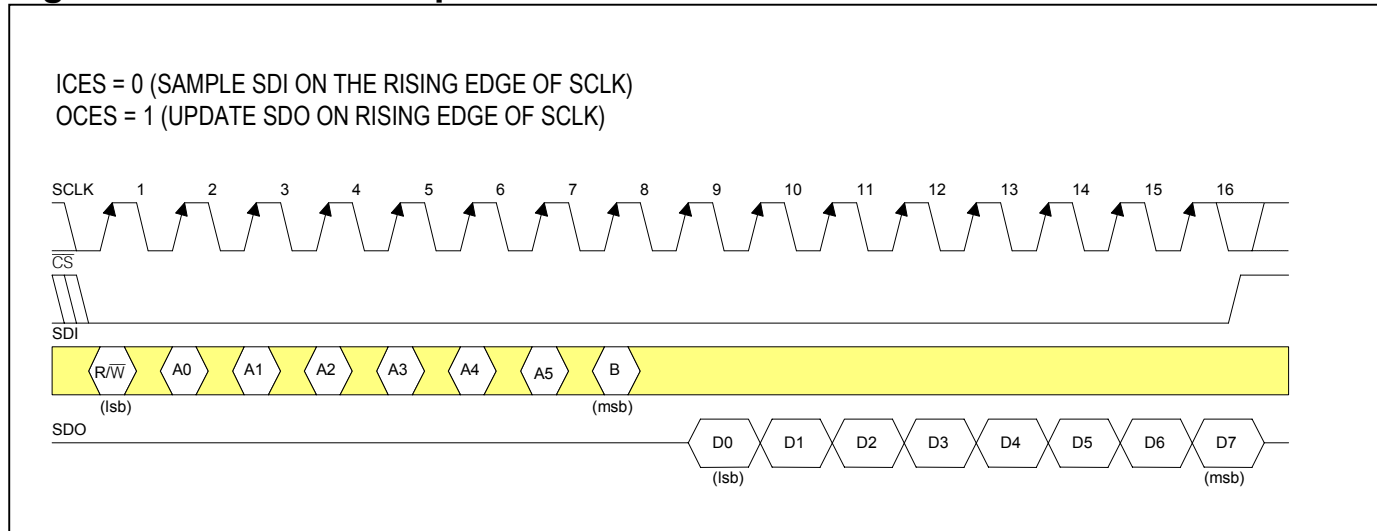 ICES = 0 (SAMPLE SDI ON THE RISING EDGE OF SCLK)
OCES = 1 (UPDATE SDO ON RISING EDGE OF SCLK)
SCLK 1 2 3 4 5 6 7 8 9 10 11 12 13 14 15 16
C̅S̅
SDI
R/W̅ A0 A1 A2 A3 A4 A5 B
(lsb) (msb)
SDO
D0 D1 D2 D3 D4 D5 D6 D7
(lsb) (msb)